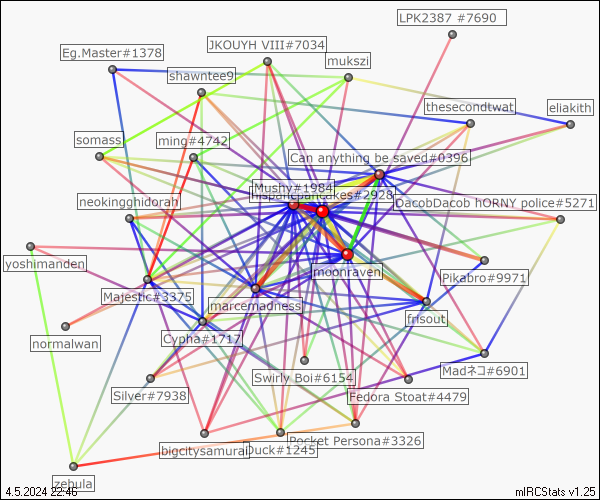 LPK2387 #7690
JKOUYH VIII#7034
Eg.Master#1378
mukszi
shawntee9
thesecondtwat
eliakith
somass
ming#4742
Can anything be saved#0396
Mushy#1984
hispanicpancakes#2928
neokingghidorah
DacobDacob hORNY police#5271
yoshimanden
moonraven
Pikabro#9971
Majestic#3375
marcemadness
frisout
normalwan
Cypha#1717
Swirly Boi#6154
Madネコ#6901
Silver#7938
Fedora Stoat#4479
Pocket Persona#3326
bigcitysamurai
Duck#1245
zehula
4.5.2024 22:46
mIRCStats v1.25